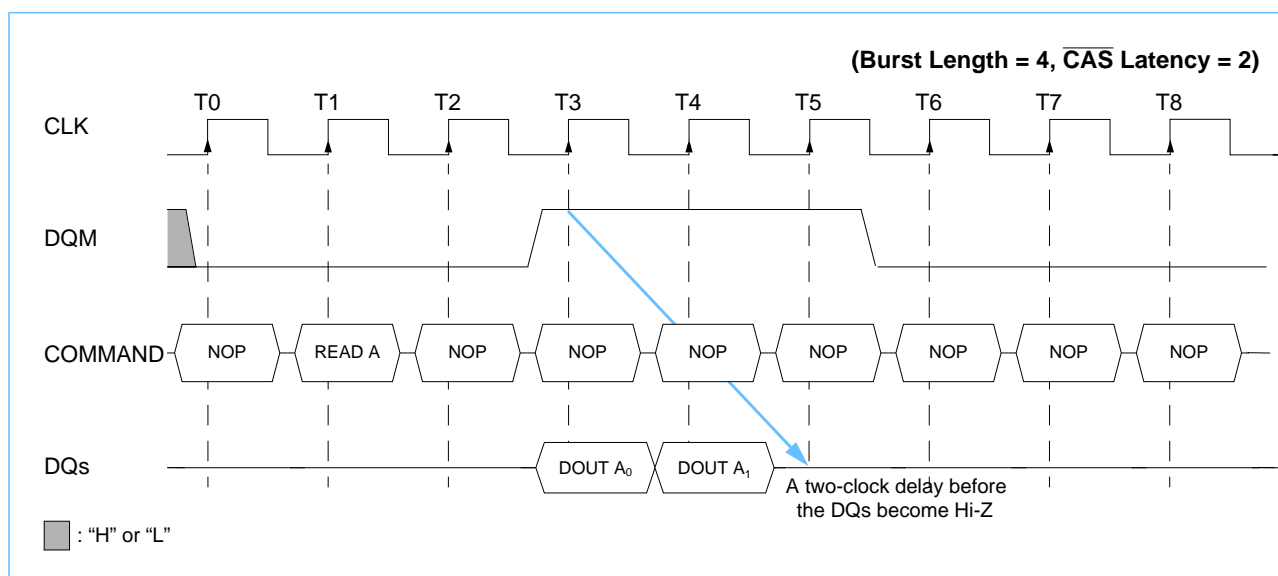 (Burst Length = 4, CAS Latency = 2)
T0 T1 T2 T3 T4 T5 T6 T7 T8
CLK
DQM
COMMAND NOP READ A NOP NOP NOP NOP NOP NOP NOP
DQs DOUT A₀ DOUT A₁
A two-clock delay before
the DQs become Hi-Z
: “H” or “L”